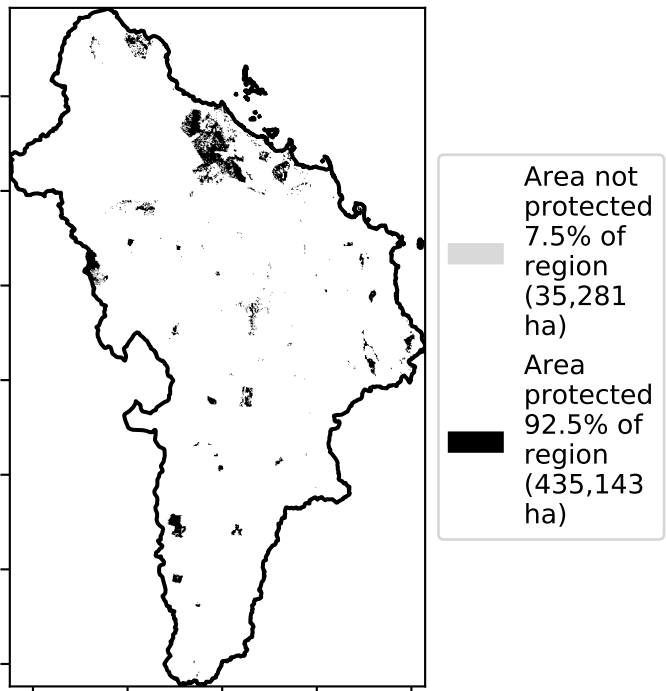 Area not
protected
7.5% of
region
(35,281
ha)
Area
protected
92.5% of
region
(435,143
ha)